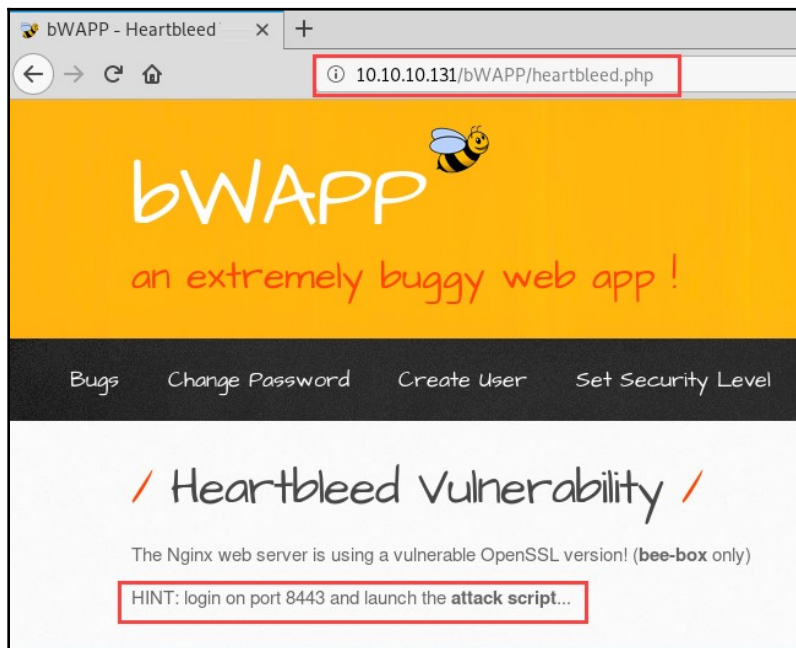 bWAPP - Heartbleed
10.10.10.131/bWAPP/heartbleed.php
bWAPP
an extremely buggy web app !
Bugs Change Password Create User Set Security Level
/ Heartbleed Vulnerability /
The Nginx web server is using a vulnerable OpenSSL version! (bee-box only)
HINT: login on port 8443 and launch the attack script...